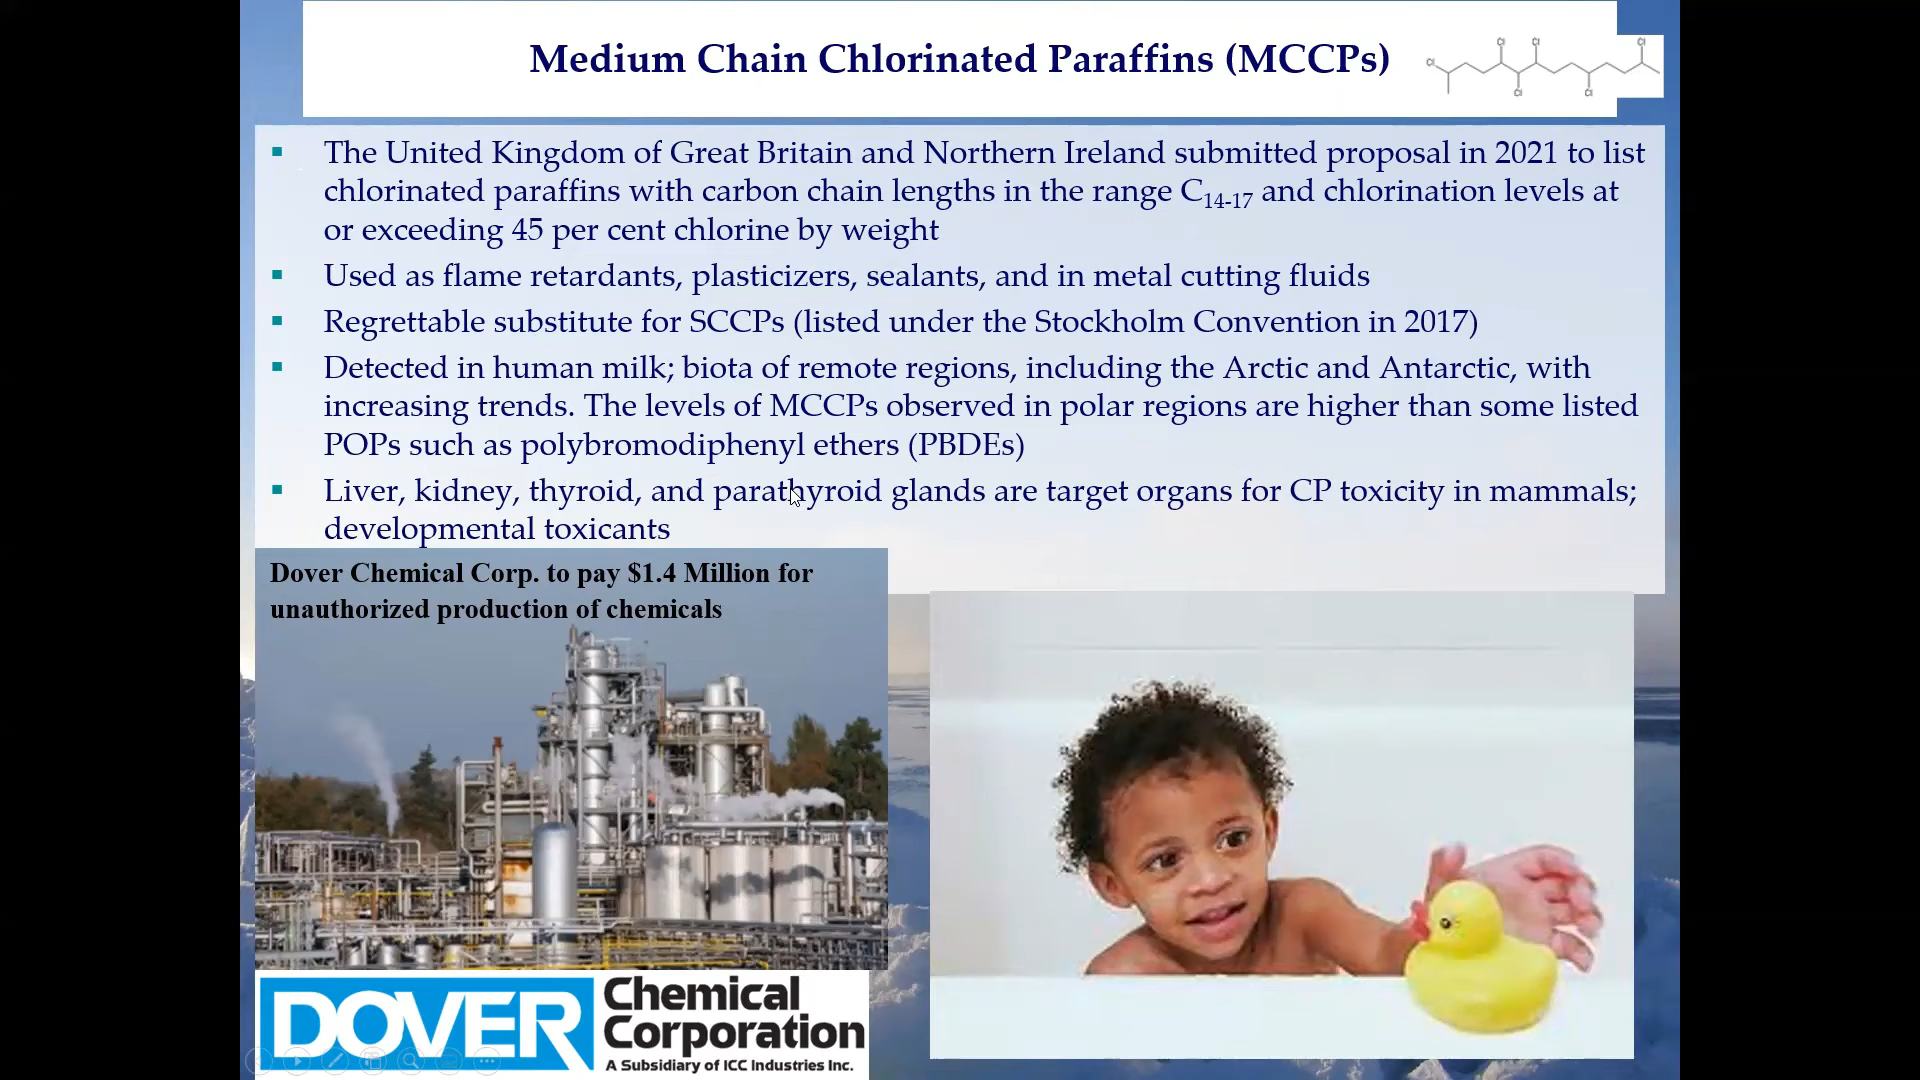 Medium Chain Chlorinated Paraffins (MCCPs)
Cl
Cl
Cl
Cl
Cl
Cl
Cl
▪ The United Kingdom of Great Britain and Northern Ireland submitted proposal in 2021 to list
chlorinated paraffins with carbon chain lengths in the range C14-17 and chlorination levels at
or exceeding 45 per cent chlorine by weight
▪ Used as flame retardants, plasticizers, sealants, and in metal cutting fluids
▪ Regrettable substitute for SCCPs (listed under the Stockholm Convention in 2017)
▪ Detected in human milk; biota of remote regions, including the Arctic and Antarctic, with
increasing trends. The levels of MCCPs observed in polar regions are higher than some listed
POPs such as polybromodiphenyl ethers (PBDEs)
▪ Liver, kidney, thyroid, and parathyroid glands are target organs for CP toxicity in mammals;
developmental toxicants
Dover Chemical Corp. to pay $1.4 Million for
unauthorized production of chemicals
DOVER Chemical
Corporation
A Subsidiary of ICC Industries Inc.